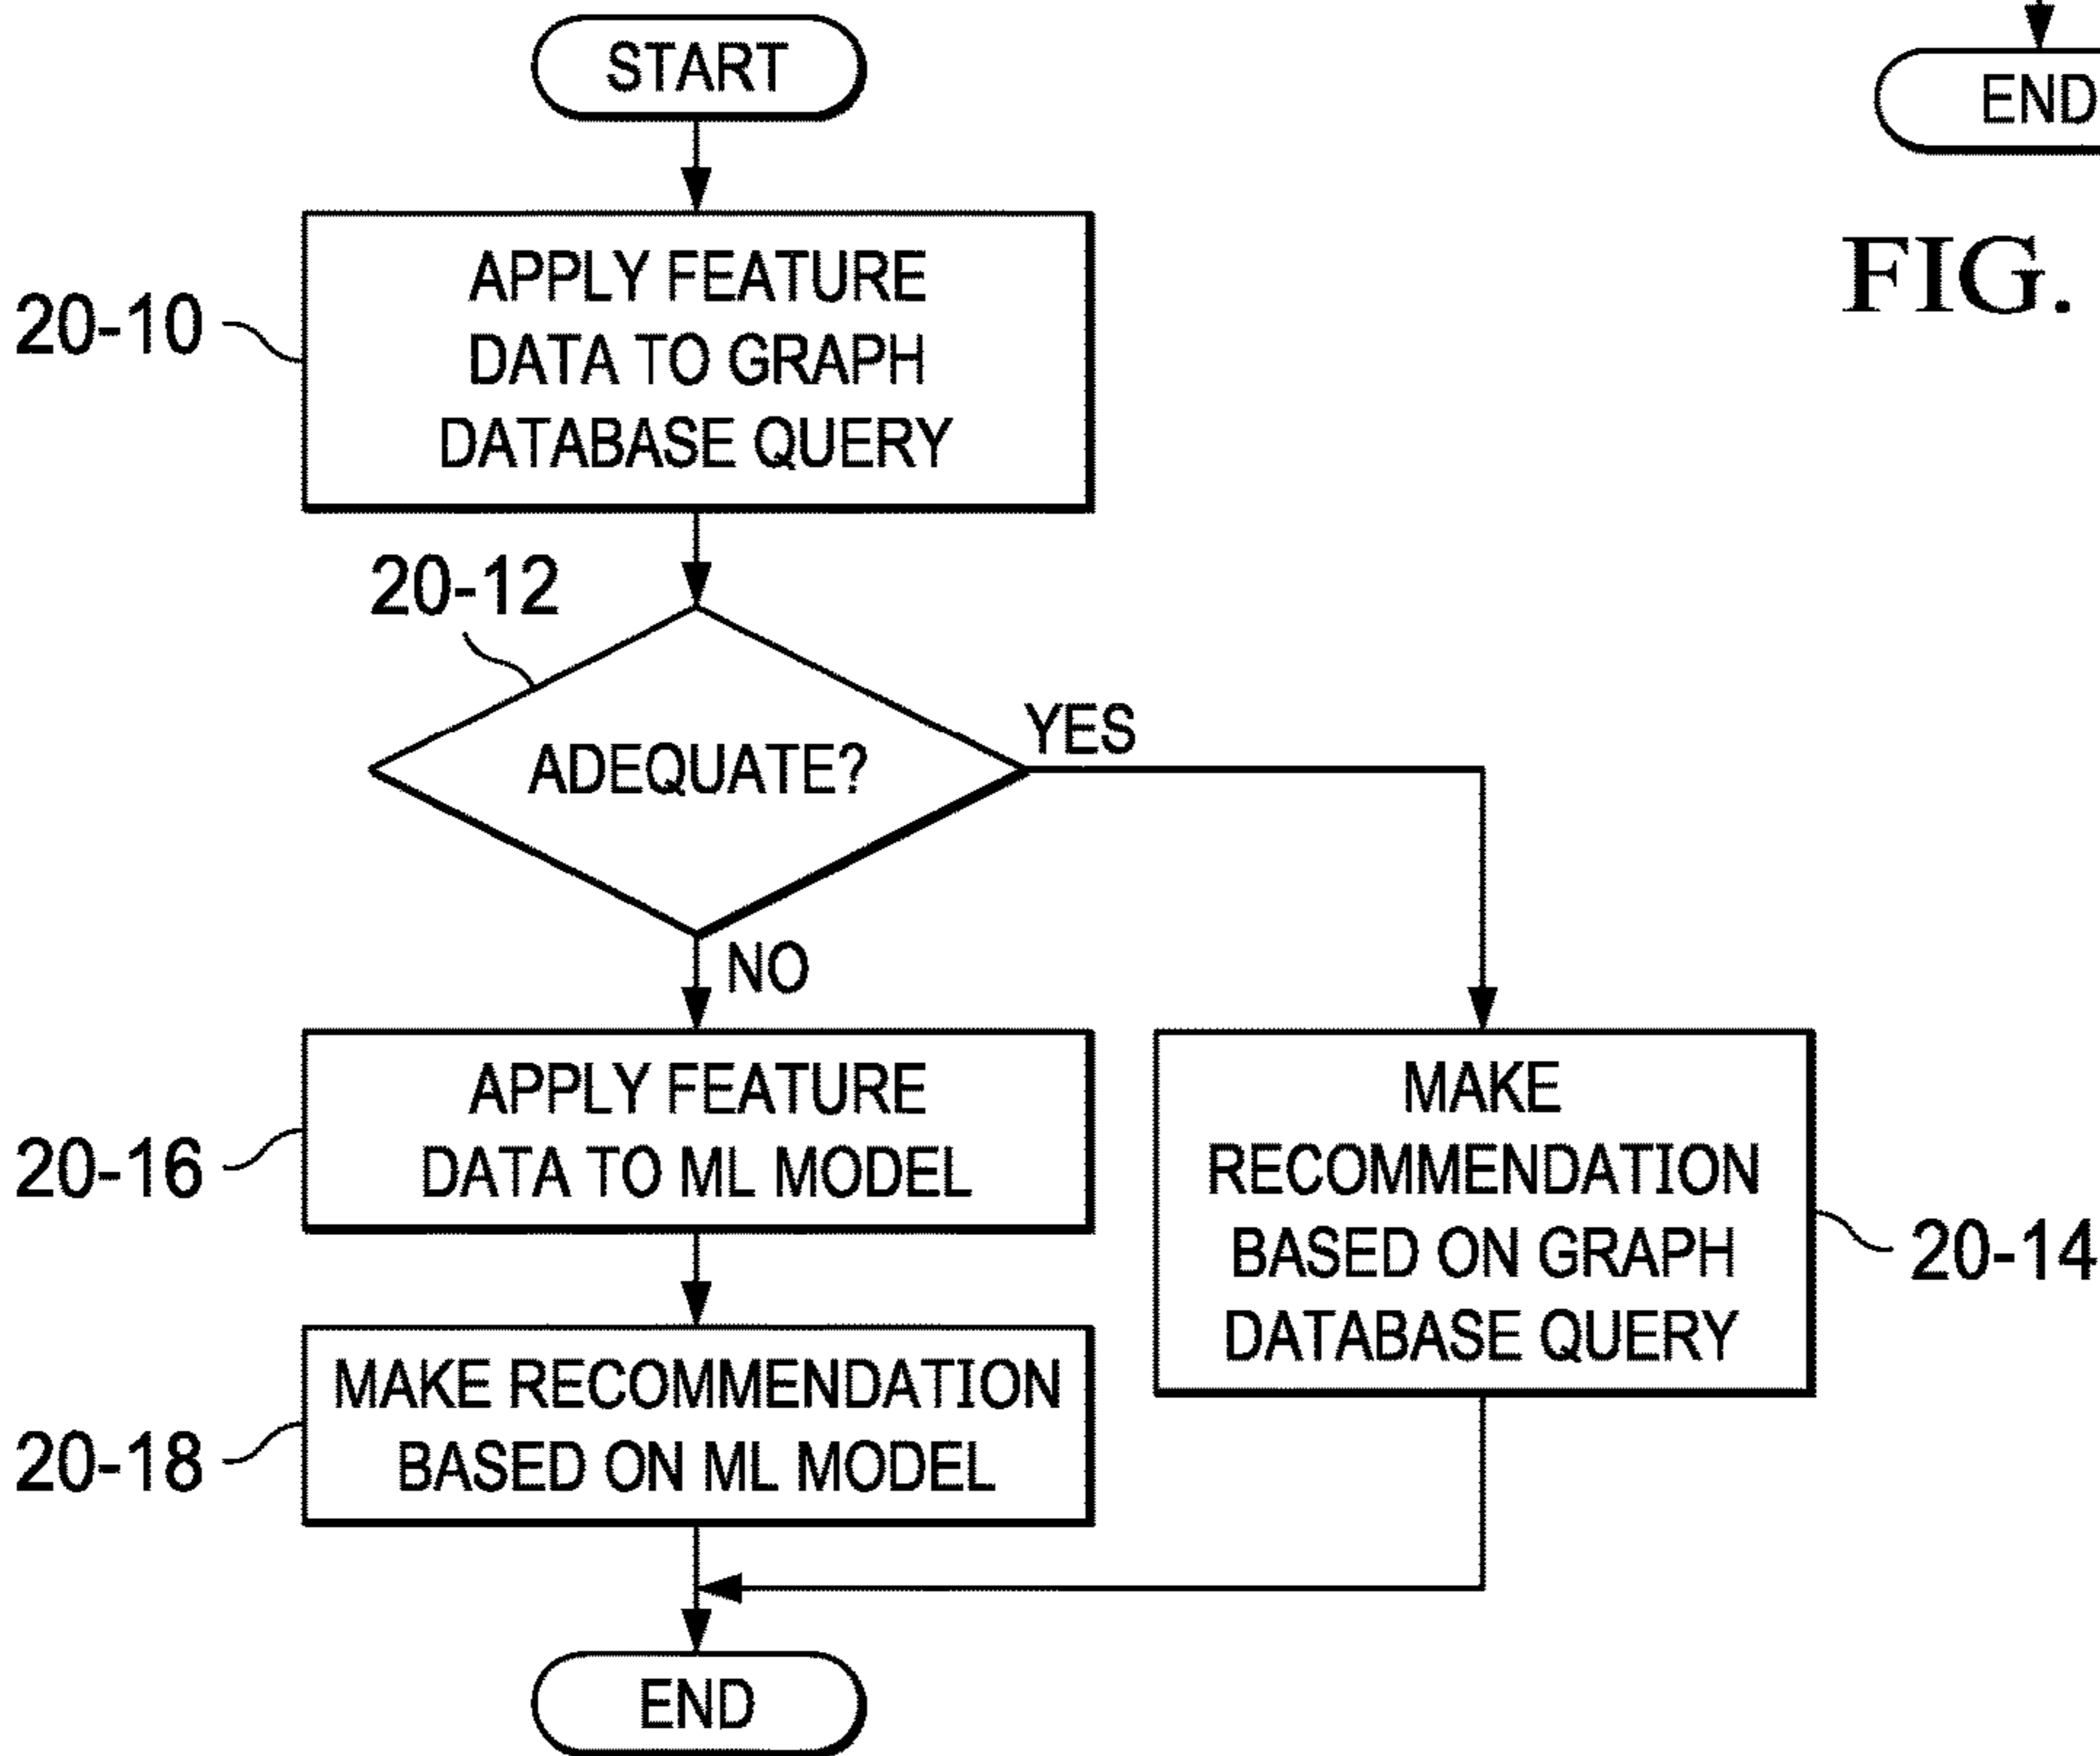 START
END
FIG.
20-10
APPLY FEATURE
DATA TO GRAPH
DATABASE QUERY
20-12
ADEQUATE?
YES
NO
20-16
APPLY FEATURE
DATA TO ML MODEL
MAKE
RECOMMENDATION
BASED ON GRAPH
DATABASE QUERY
20-14
20-18
MAKE RECOMMENDATION
BASED ON ML MODEL
END